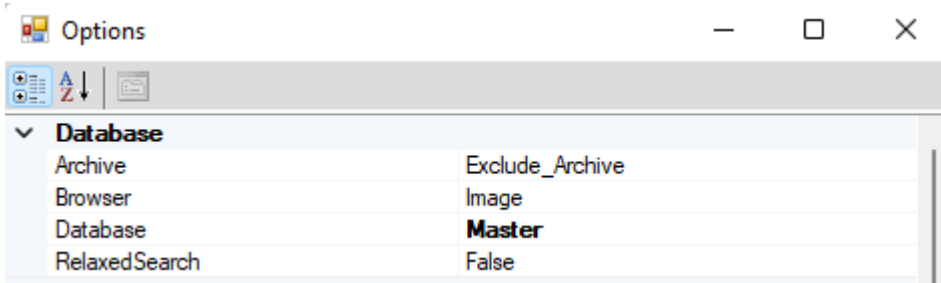 Options
A
Z
Database
Archive Exclude_Archive
Browser Image
Database Master
RelaxedSearch False